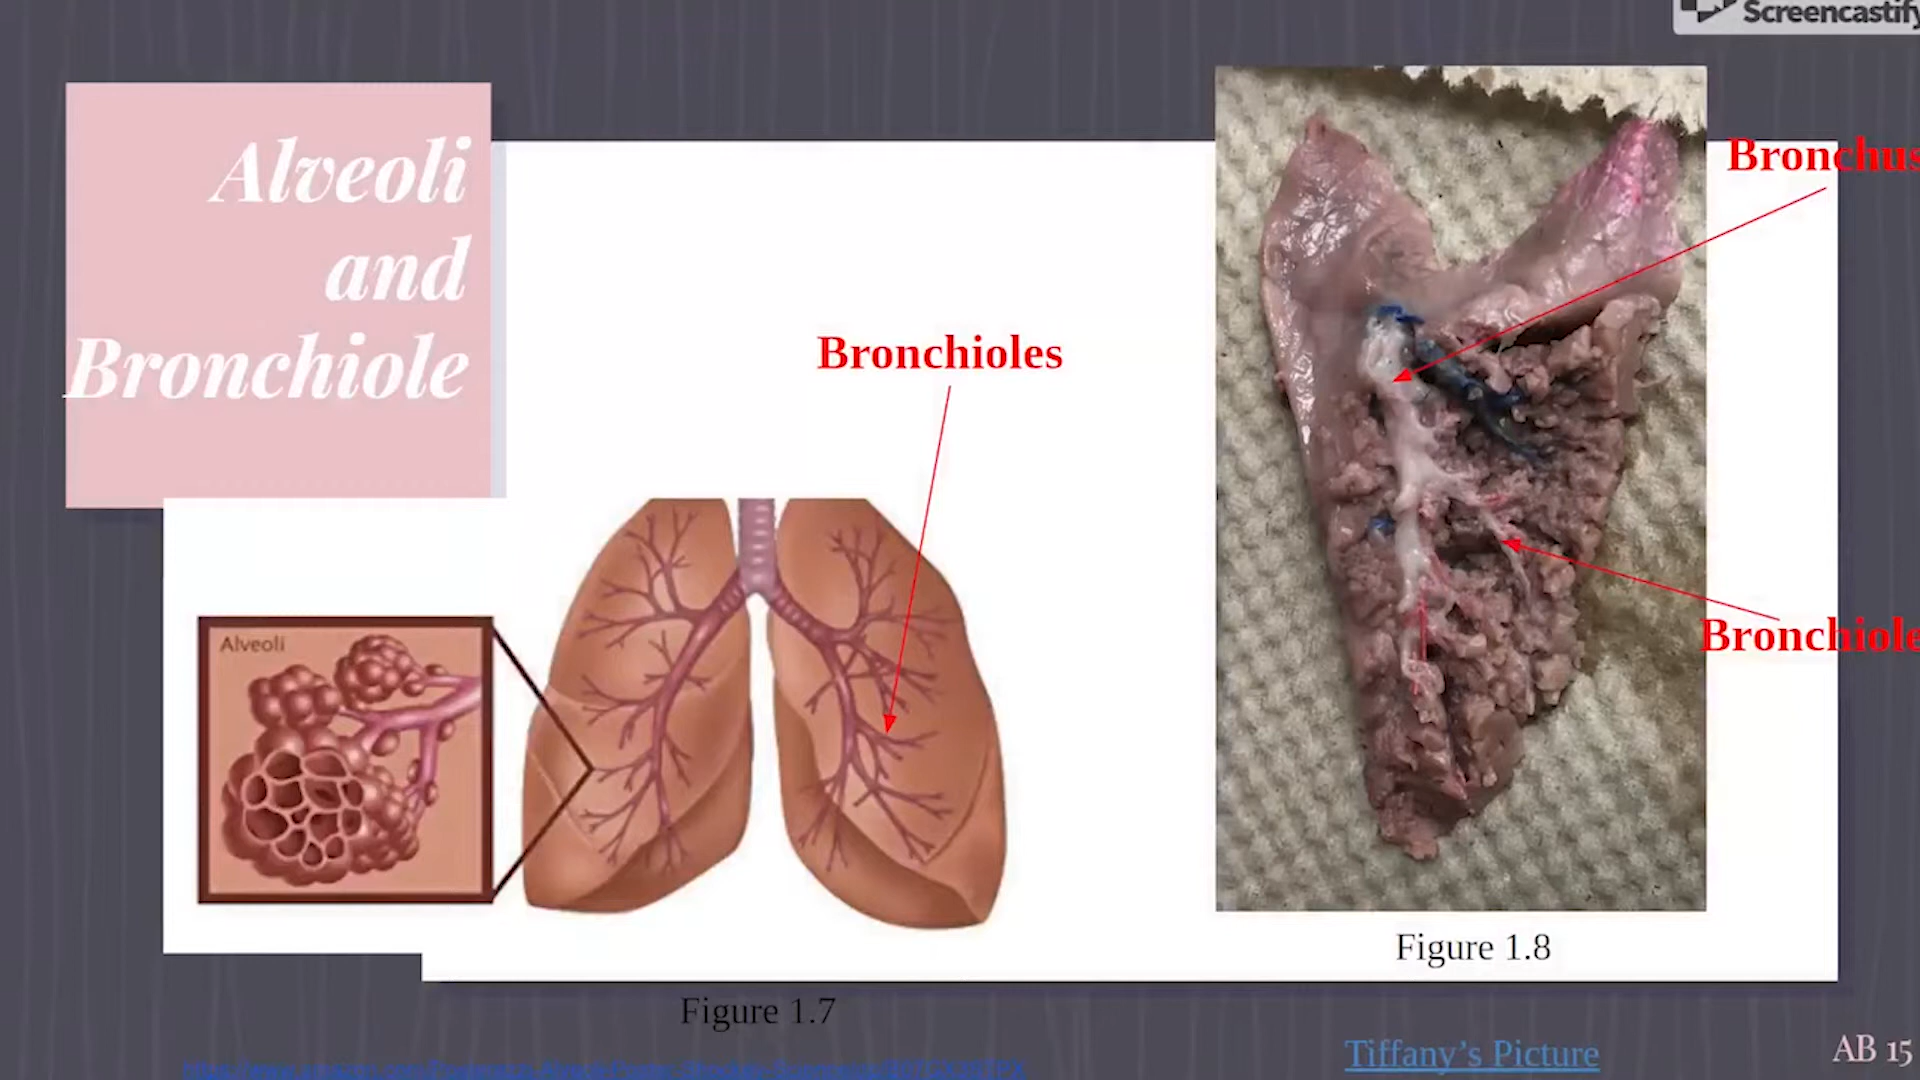 Screencastify
Alveoli
and
Bronchiole
Bronchus
Bronchioles
Alveoli
Bronchiole
Figure 1.8
Figure 1.7
Tiffany's Picture
AB 15